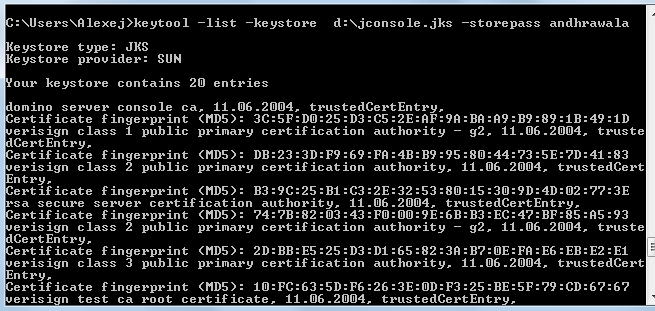 C:\Users\Alexej>keytool -list -keystore  d:\jconsole.jks -storepass andhrawala
Keystore type: JKS
Keystore provider: SUN
Your keystore contains 20 entries
domino server console ca, 11.06.2004, trustedCertEntry,
Certificate fingerprint (MD5): 3C:5F:D0:25:D3:C5:2E:AF:9A:BA:A9:B9:89:1B:49:1D
verisign class 1 public primary certification authority - g2, 11.06.2004, truste
dCertEntry,
Certificate fingerprint (MD5): DB:23:3D:F9:69:FA:4B:B9:95:80:44:73:5E:7D:41:83
verisign class 2 public primary certification authority, 11.06.2004, trustedCert
Entry,
Certificate fingerprint (MD5): B3:9C:25:B1:C3:2E:32:53:80:15:30:9D:4D:02:77:3E
rsa secure server certification authority, 11.06.2004, trustedCertEntry,
Certificate fingerprint (MD5): 74:7B:82:03:43:F0:00:9E:6B:B3:EC:47:BF:85:A5:93
verisign class 2 public primary certification authority - g2, 11.06.2004, truste
dCertEntry,
Certificate fingerprint (MD5): 2D:BB:E5:25:D3:D1:65:82:3A:B7:0E:FA:E6:EB:E2:E1
verisign class 3 public primary certification authority, 11.06.2004, trustedCert
Entry,
Certificate fingerprint (MD5): 10:FC:63:5D:F6:26:3E:0D:F3:25:BE:5F:79:CD:67:67
verisign test ca root certificate, 11.06.2004, trustedCertEntry,